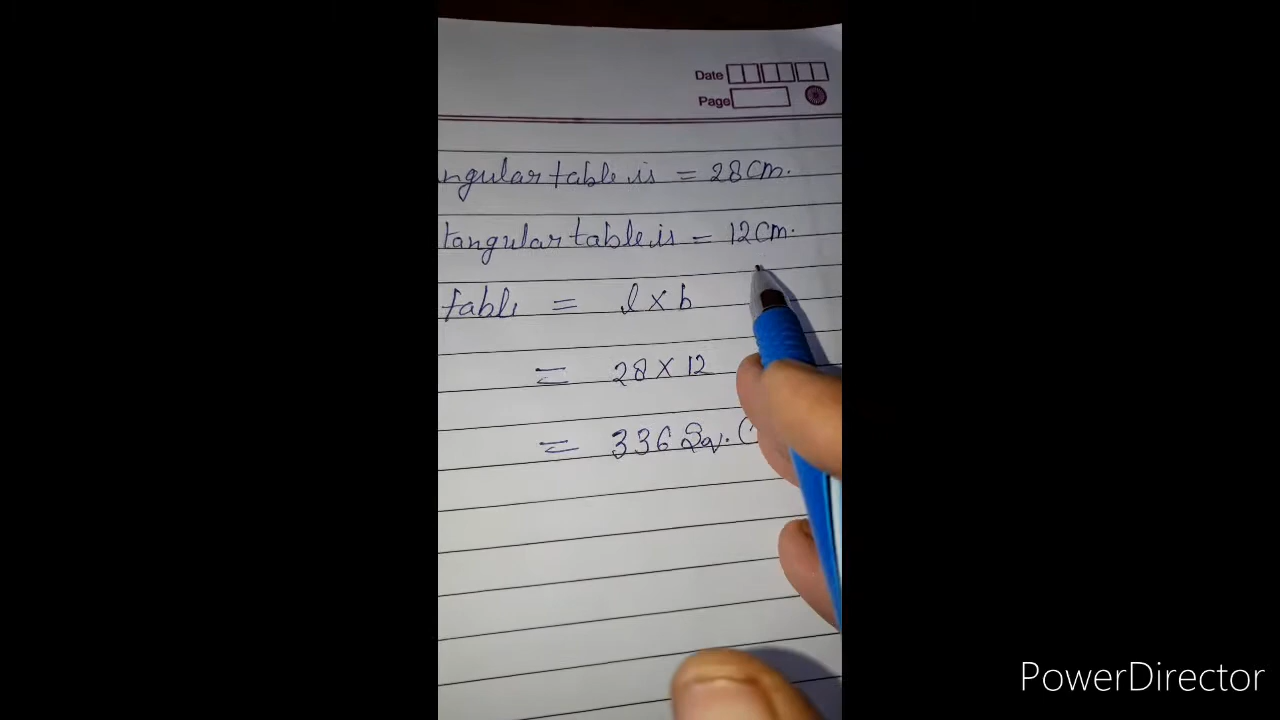 Date
Page
ngular table is = 28 cm.
tangular table is = 12 cm.
table = l × b
= 28 × 12
= 336 Sq. C
PowerDirector